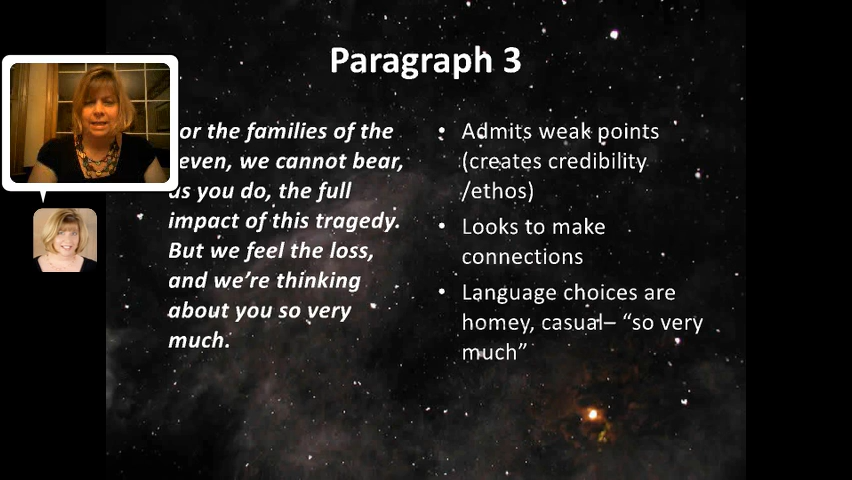 Paragraph 3
or the families of the
even, we cannot bear,
as you do, the full
impact of this tragedy.
But we feel the loss,
and we're thinking
about you so very
much.
• Admits weak points
(creates credibility
/ethos)
• Looks to make
connections
• Language choices are
homey, casual– “so very
much”